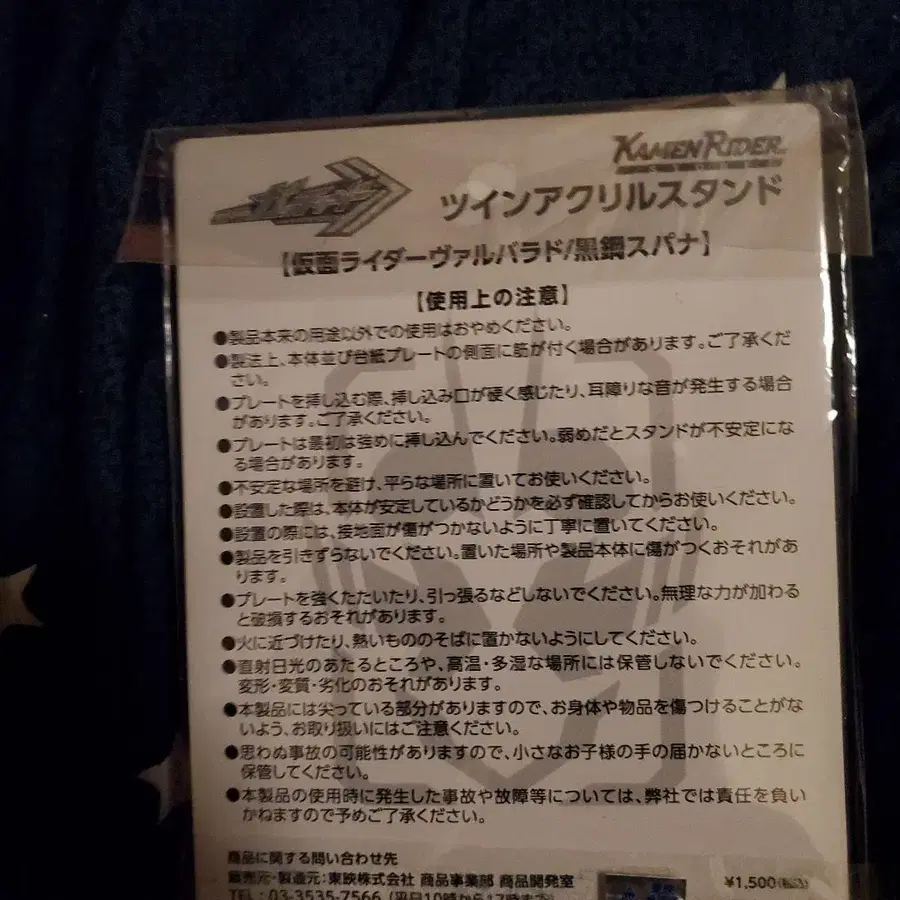 KAMEN RIDER
ツインアクリルスタンド
【仮面ライダーヴァルバラド/黒鋼スパナ】
【使用上の注意】
●製品本来の用途以外での使用はおやめください。
●製法上、本体並び台紙プレートの側面に筋が付く場合があります。ご了承くだ
さい。
●プレートを挿し込む際、挿し込み口が硬く感じたり、耳障りな音が発生する場合
があります。ご了承ください。
●プレートは最初は強めに挿し込んでください。弱めだとスタンドが不安定にな
る場合があります。
●不安定な場所を避け、平らな場所に置いてお使いください。
●設置した際は、本体が安定しているかどうかを必ず確認してからお使いください。
●設置の際には、接地面が傷がつかないように丁寧に置いてください。
●製品を引きずらないでください。置いた場所や製品本体に傷がつくおそれがあ
ります。
●プレートを強くたたいたり、引っ張るなどしないでください。無理な力が加わる
と破損するおそれがあります。
●火に近づけたり、熱いもののそばに置かないようにしてください。
●直射日光のあたるところや、高温・多湿な場所には保管しないでください。
変形・変質・劣化のおそれがあります。
●本製品には尖っている部分がありますので、お身体や物品を傷つけることがな
いよう、お取り扱いにはご注意ください。
●思わぬ事故の可能性がありますので、小さなお子様の手の届かないところに
保管してください。
●本製品の使用時に発生した事故や故障等については、弊社では責任を負い
かねますので予めご了承ください。
商品に関する問い合わせ先
販売元・製造元:東映株式会社 商品事業部 商品開発室
¥1,500(税込)
TEL:03-3535-7566 (平日10時から17時まで)